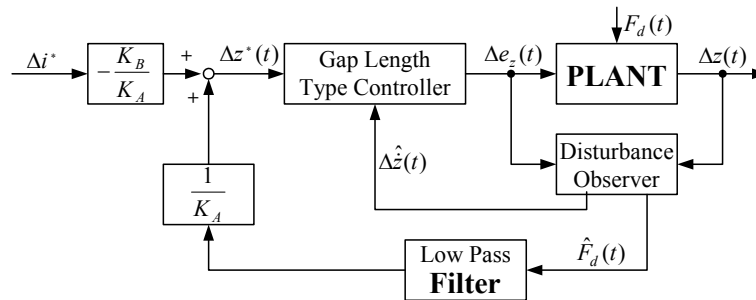 Δi*
-K_B/K_A
+
+
Δz*(t)
Gap Length
Type Controller
Δe_z(t)
F_d(t)
PLANT
Δz(t)
Δẑ̇(t)
Disturbance
Observer
1/K_A
Low Pass
Filter
F̂_d(t)